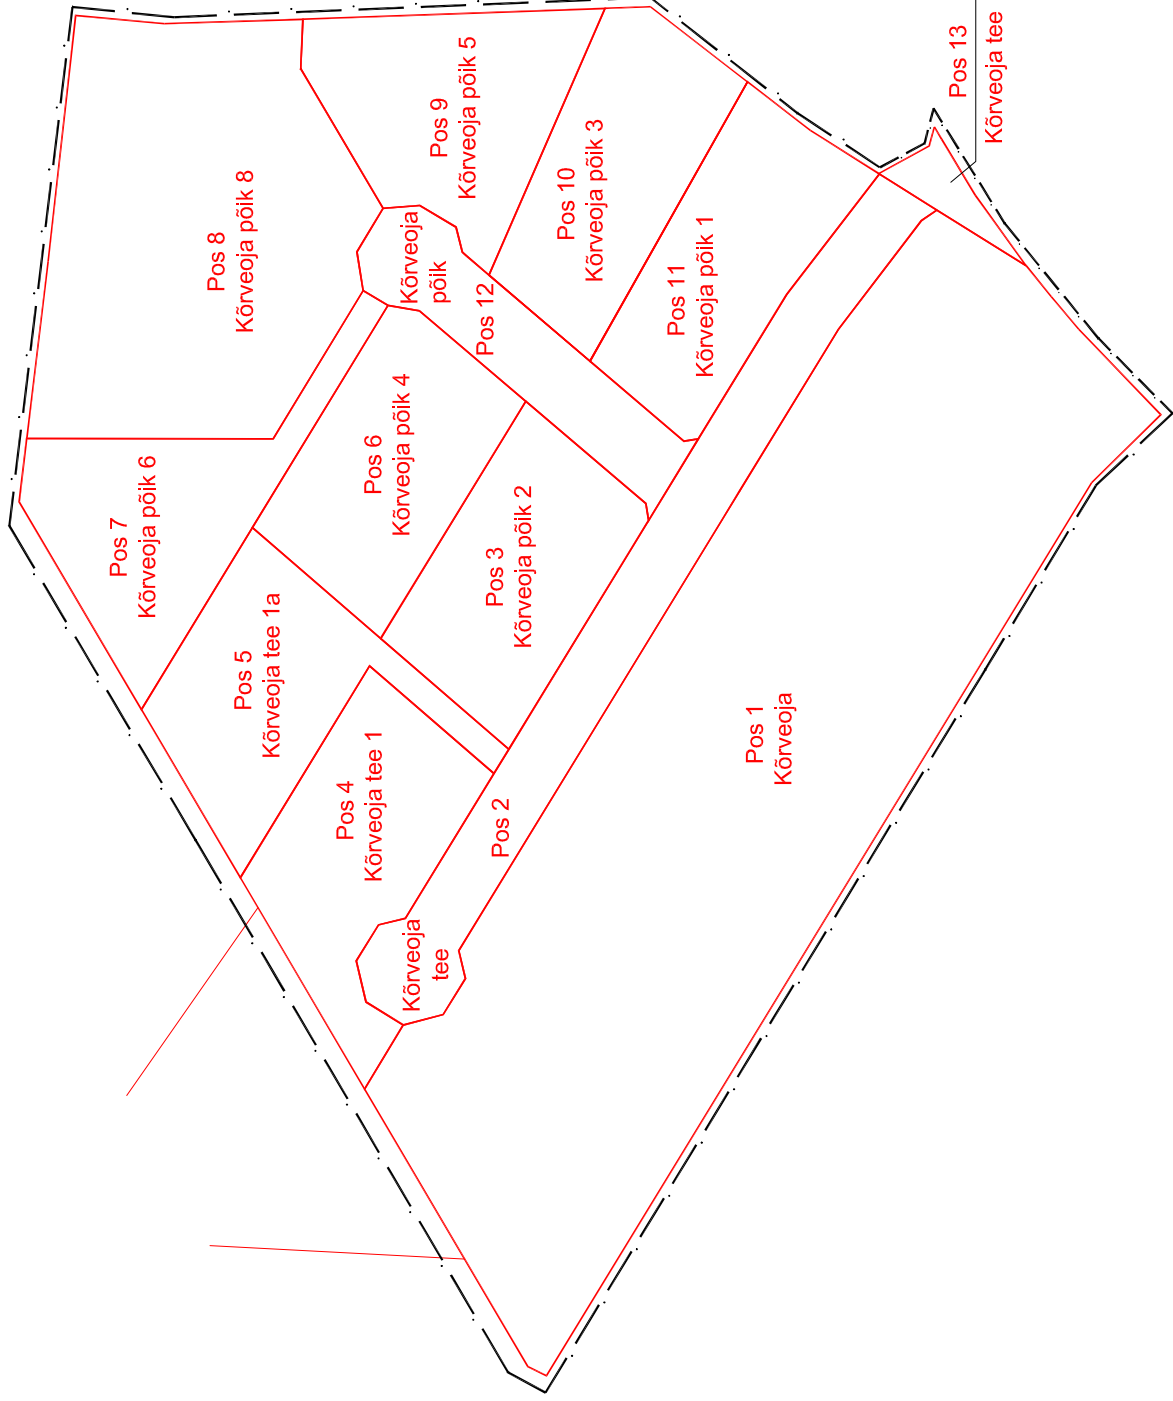 Pos 1
Kõrveoja
Pos 2
Kõrveoja
tee
Pos 3
Kõrveoja põik 2
Pos 4
Kõrveoja tee 1
Pos 5
Kõrveoja tee 1a
Pos 6
Kõrveoja põik 4
Pos 7
Kõrveoja põik 6
Pos 8
Kõrveoja põik 8
Pos 9
Kõrveoja põik 5
Pos 10
Kõrveoja põik 3
Pos 11
Kõrveoja põik 1
Kõrveoja
põik
Pos 12
Pos 13
Kõrveoja tee